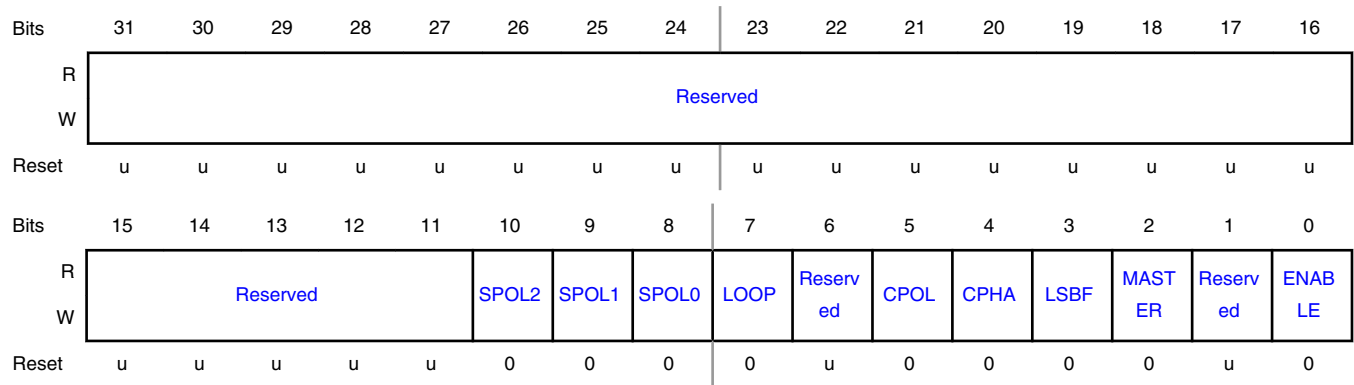 Bits 31 30 29 28 27 26 25 24 23 22 21 20 19 18 17 16
R
Reserved
W
Reset u u u u u u u u u u u u u u u u
Bits 15 14 13 12 11 10 9 8 7 6 5 4 3 2 1 0
R Reserv MAST Reserv ENAB
Reserved SPOL2 SPOL1 SPOL0 LOOP CPOL CPHA LSBF
W ed ER ed LE
Reset u u u u u 0 0 0 0 u 0 0 0 0 u 0